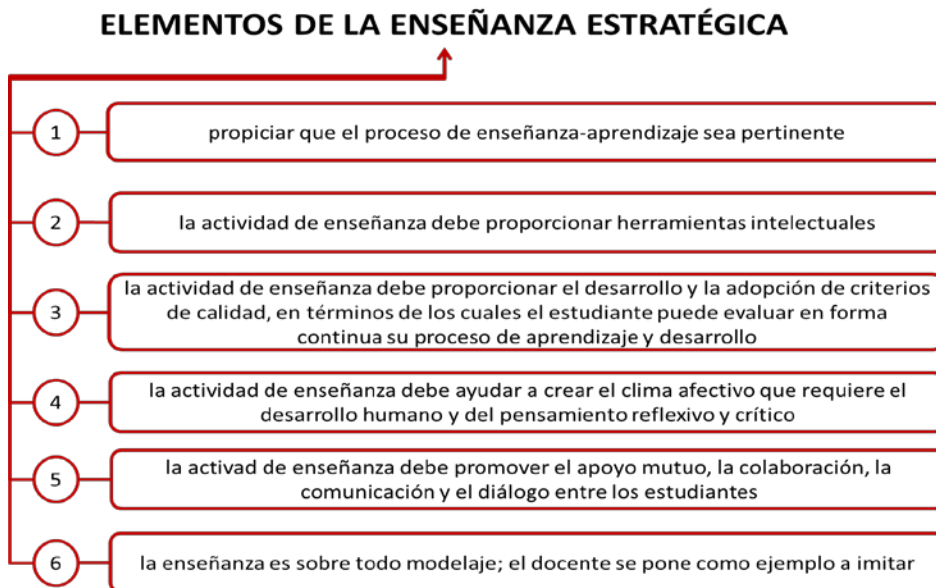 ELEMENTOS DE LA ENSEÑANZA ESTRATÉGICA
1
propiciar que el proceso de enseñanza-aprendizaje sea pertinente
2
la actividad de enseñanza debe proporcionar herramientas intelectuales
3
la actividad de enseñanza debe proporcionar el desarrollo y la adopción de criterios
de calidad, en términos de los cuales el estudiante puede evaluar en forma
continua su proceso de aprendizaje y desarrollo
4
la actividad de enseñanza debe ayudar a crear el clima afectivo que requiere el
desarrollo humano y del pensamiento reflexivo y crítico
5
la activad de enseñanza debe promover el apoyo mutuo, la colaboración, la
comunicación y el diálogo entre los estudiantes
6
la enseñanza es sobre todo modelaje; el docente se pone como ejemplo a imitar